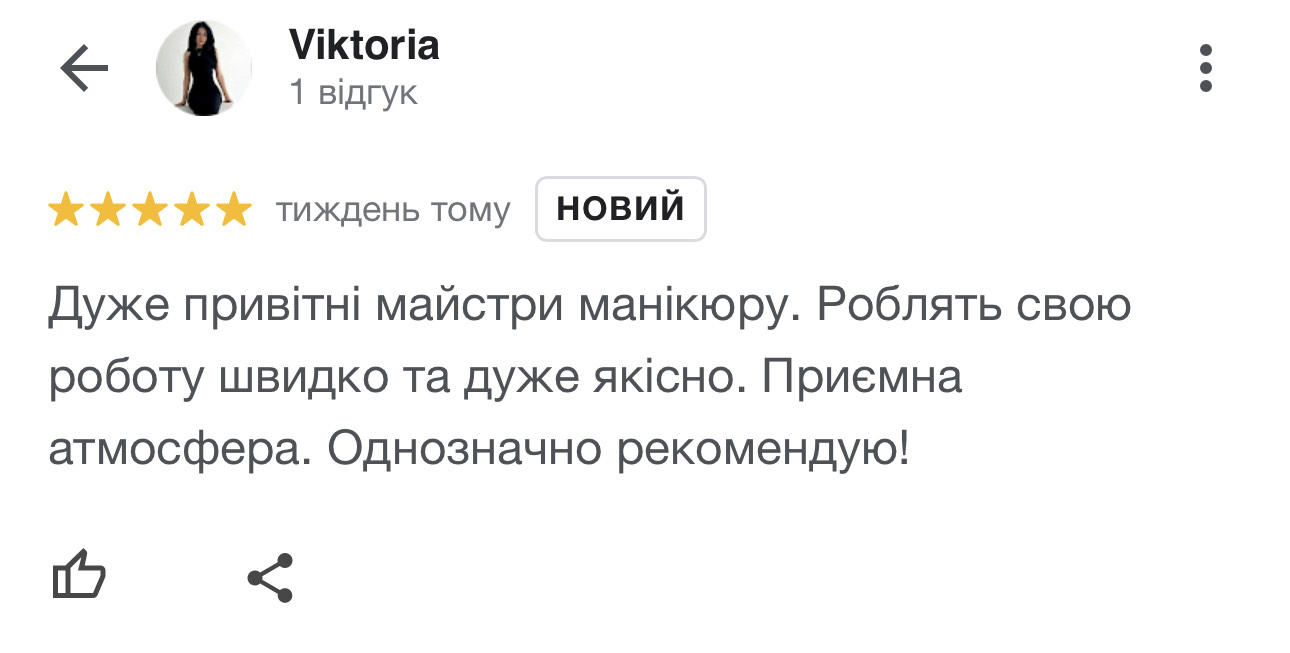 Viktoria
1 відгук
тиждень тому НОВИЙ
Дуже привітні майстри манікюру. Роблять свою
роботу швидко та дуже якісно. Приємна
атмосфера. Однозначно рекомендую!